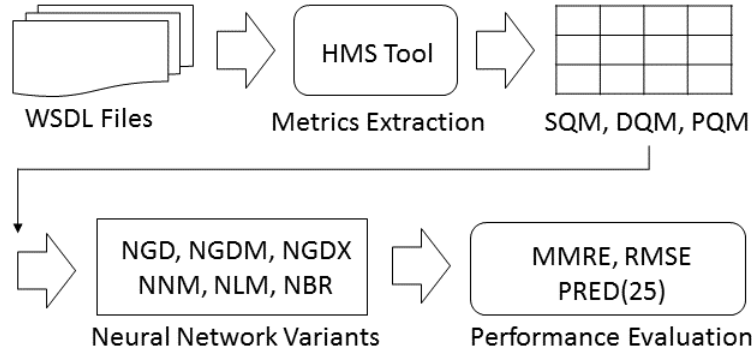 HMS Tool
WSDL Files
Metrics Extraction
SQM, DQM, PQM
NGD, NGDM, NGDX
NNM, NLM, NBR
Neural Network Variants
MMRE, RMSE
PRED(25)
Performance Evaluation